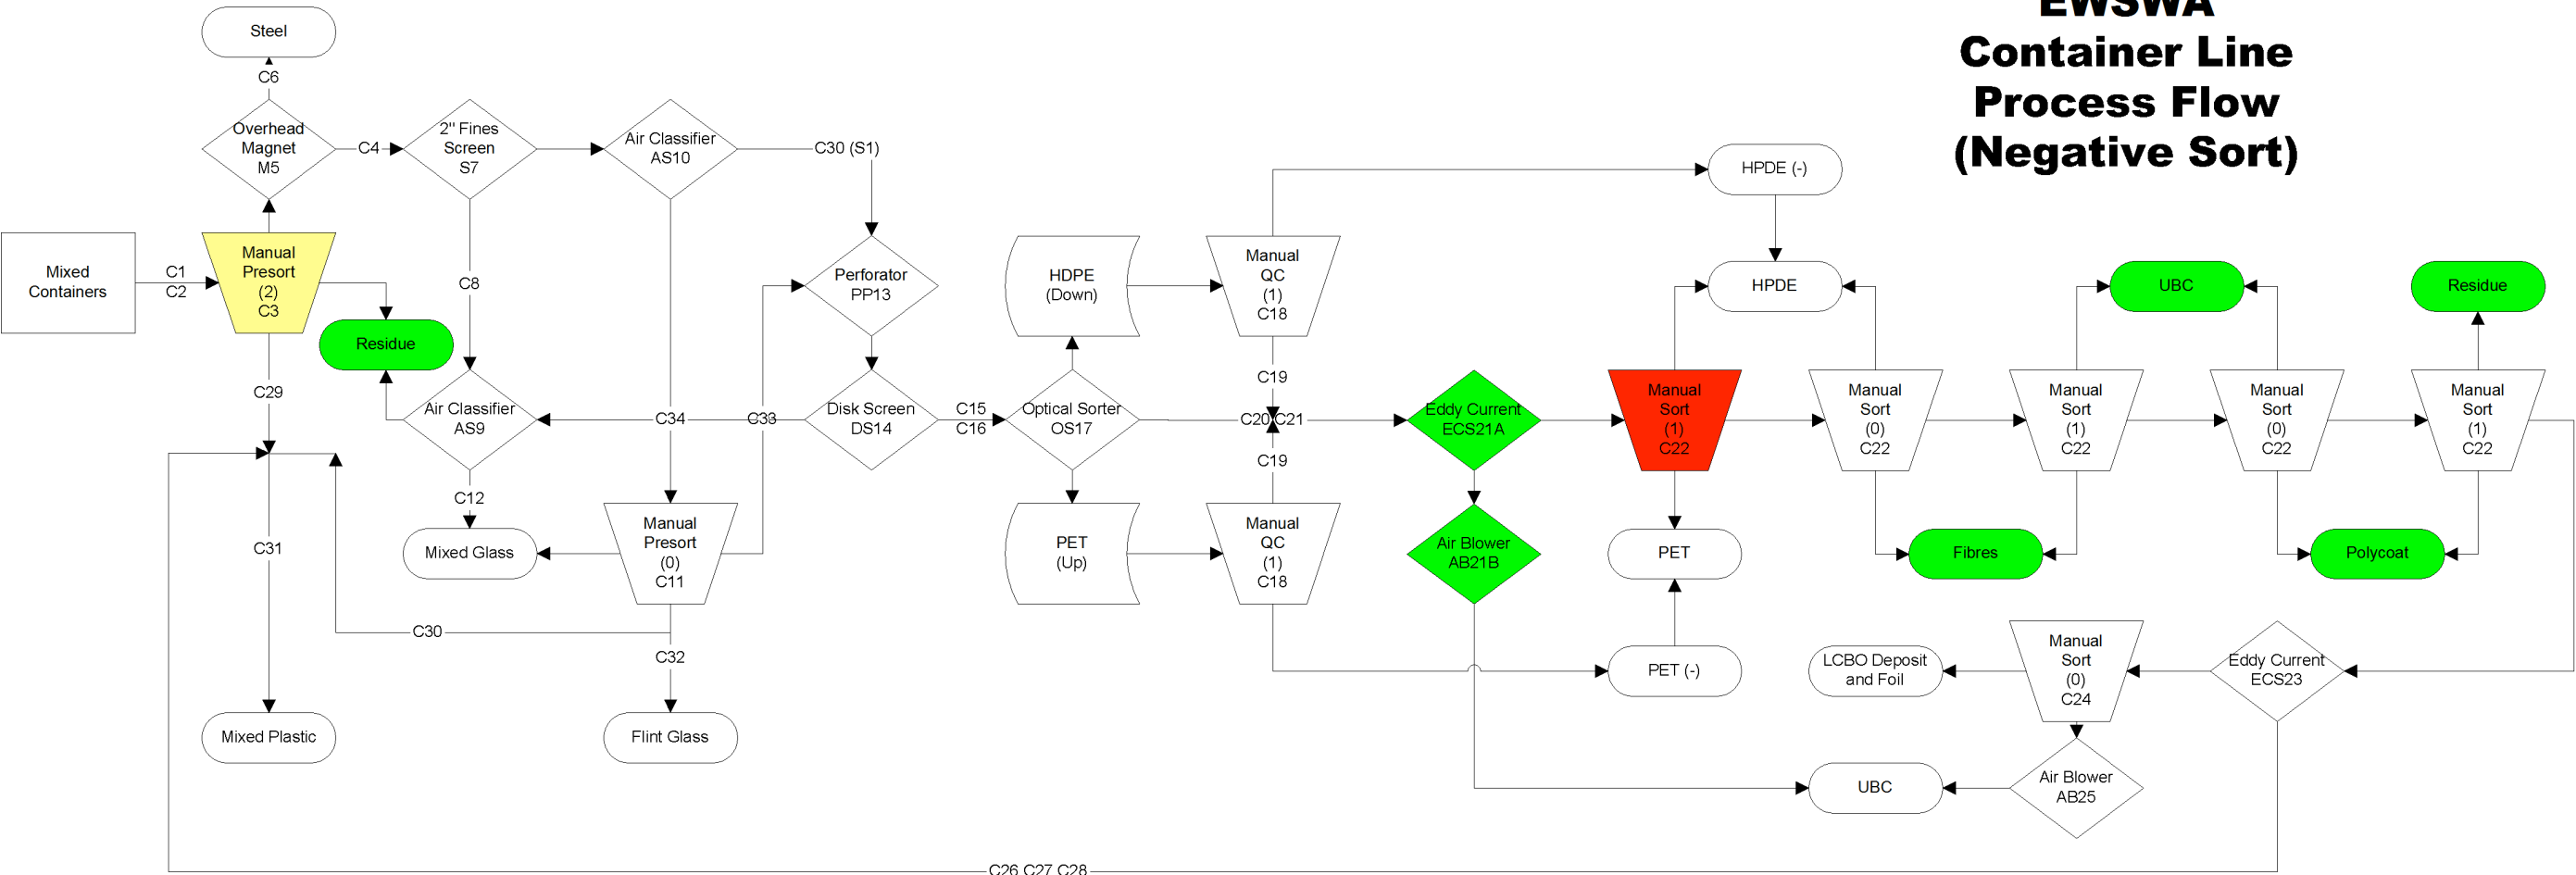 EWSWA
Container Line
Process Flow
(Negative Sort)
Steel
C6
Overhead
Magnet
M5
C4
2" Fines
Screen
S7
Air Classifier
AS10
C30 (S1)
HPDE (-)
Mixed
Containers
C1
C2
Manual
Presort
(2)
C3
C8
Perforator
PP13
HDPE
(Down)
Manual
QC
(1)
C18
HPDE
UBC
Residue
Residue
C29
Air Classifier
AS9
C34
C33
Disk Screen
DS14
C15
C16
Optical Sorter
OS17
C19
C20
C21
C19
Eddy Current
ECS21A
Manual
Sort
(1)
C22
Manual
Sort
(0)
C22
Manual
Sort
(1)
C22
Manual
Sort
(0)
C22
Manual
Sort
(1)
C22
C12
C31
Mixed Glass
Manual
Presort
(0)
C11
PET
(Up)
Manual
QC
(1)
C18
Air Blower
AB21B
PET
Fibres
Polycoat
C30
C32
PET (-)
LCBO Deposit
and Foil
Manual
Sort
(0)
C24
Eddy Current
ECS23
Mixed Plastic
Flint Glass
UBC
Air Blower
AB25
C26 C27 C28